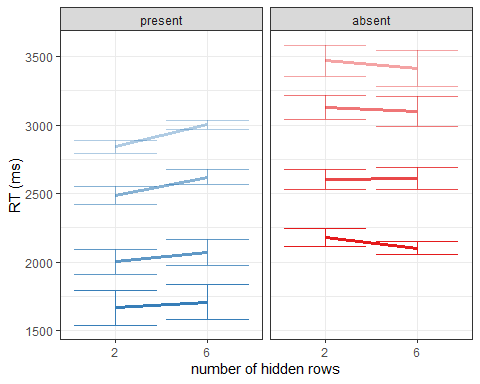 present
absent
RT (ms)
3500
3000
2500
2000
1500
2
6
2
6
number of hidden rows